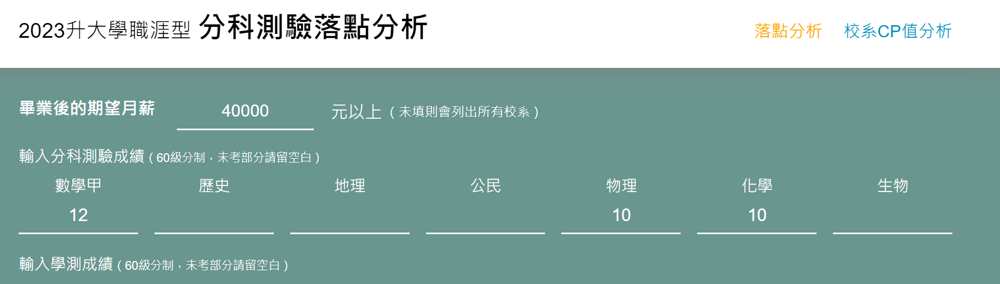 2023升大學職涯型 分科測驗落點分析 落點分析 校系CP值分析
畢業後的期望月薪 40000 元以上（未填則會列出所有校系）
輸入分科測驗成績（60級分制，未考部分請留空白）
數學甲 歷史 地理 公民 物理 化學 生物
12 10 10
輸入學測成績（60級分制，未考部分請留空白）